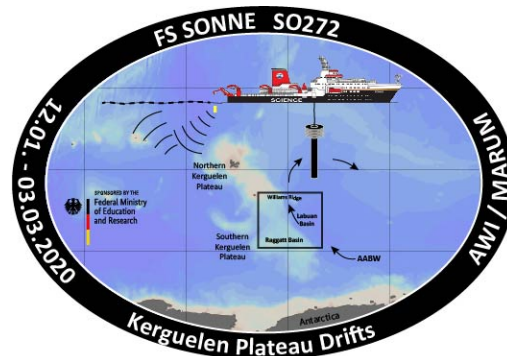 FS SONNE SO272
12.01. - 03.03.2020
AWI / MARUM
SCIENCE
Northern
Kerguelen
Plateau
SPONSORED BY THE
Federal Ministry
of Education
and Research
Williams Ridge
Labuan
Basin
Raggatt Basin
Southern
Kerguelen
Plateau
AABW
Antarctica
Kerguelen Plateau Drifts